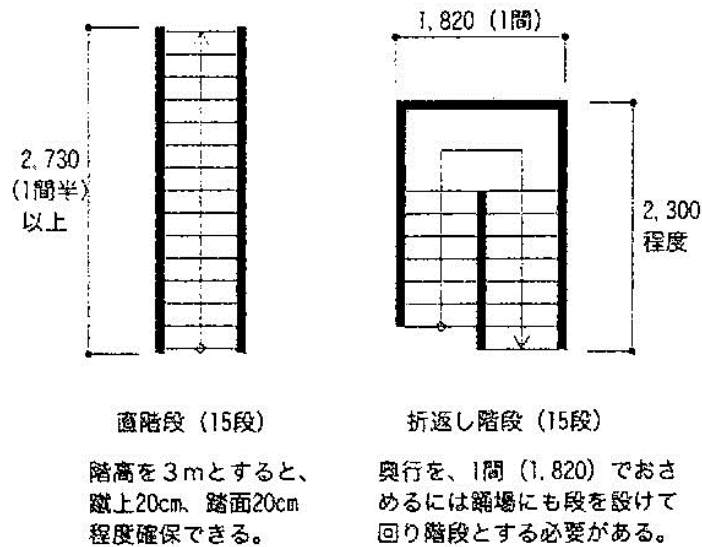 1,820 (1間)
2,730
(1間半)
以上
2,300
程度
直階段 (15段)
折返し階段 (15段)
階高を3mとすると、
蹴上20cm、踏面20cm
程度確保できる。
奥行を、1間 (1,820) でおさ
めるには踊場にも段を設けて
回り階段とする必要がある。